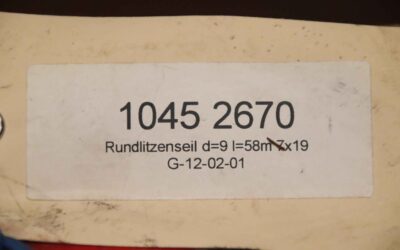 1045 2670
Rundlitzenseil d=9 l=58m 7x19
G-12-02-01